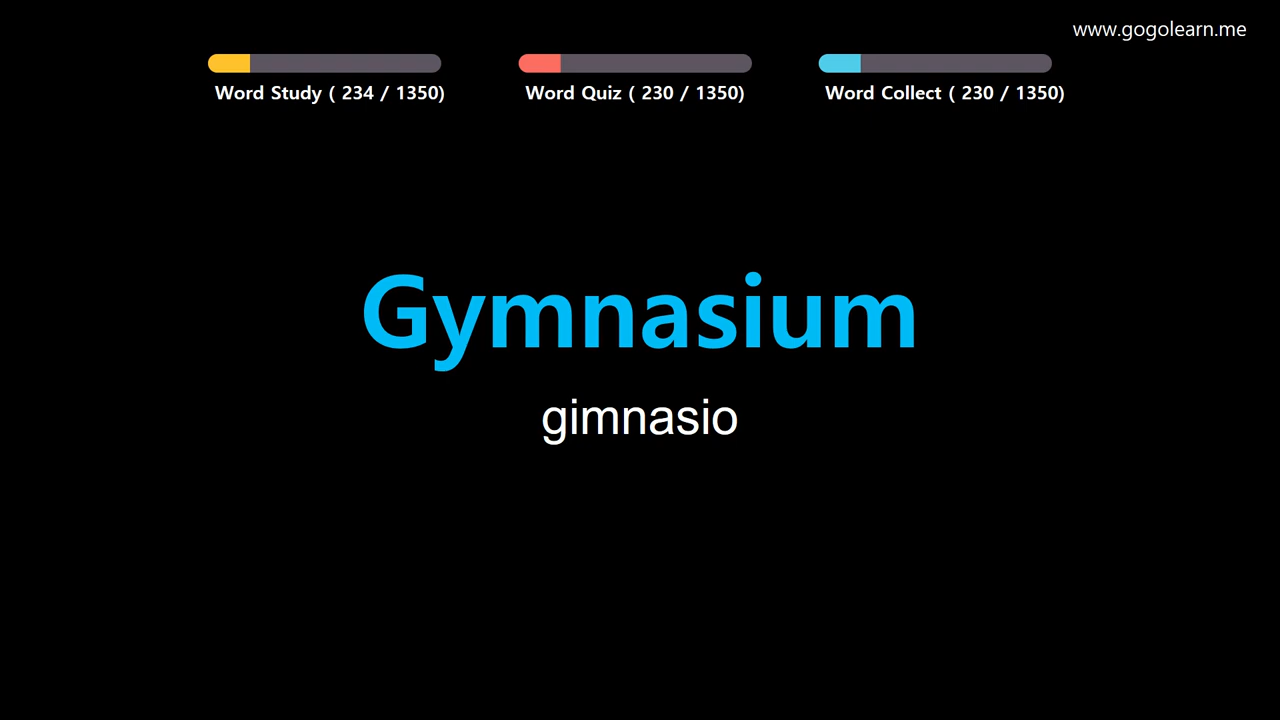 www.gogolearn.me
Word Study ( 234 / 1350)
Word Quiz ( 230 / 1350)
Word Collect ( 230 / 1350)
Gymnasium
gimnasio